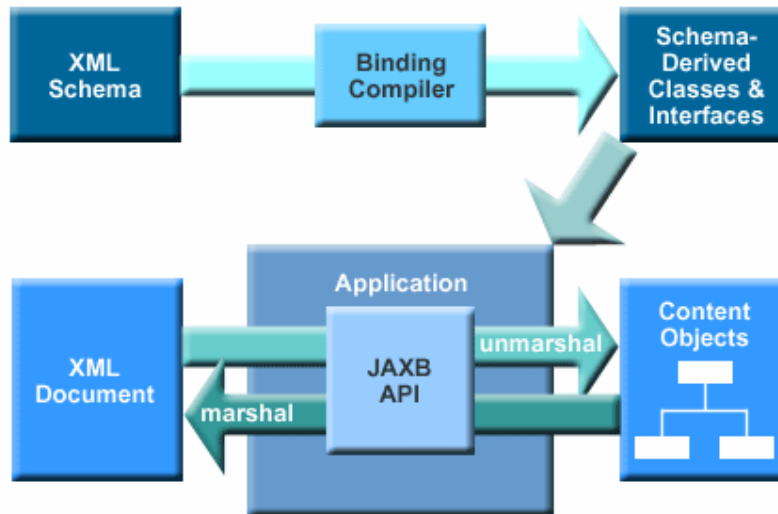 XML
Schema
Binding
Compiler
Schema-
Derived
Classes &
Interfaces
Application
XML
Document
unmarshal
marshal
JAXB
API
Content
Objects